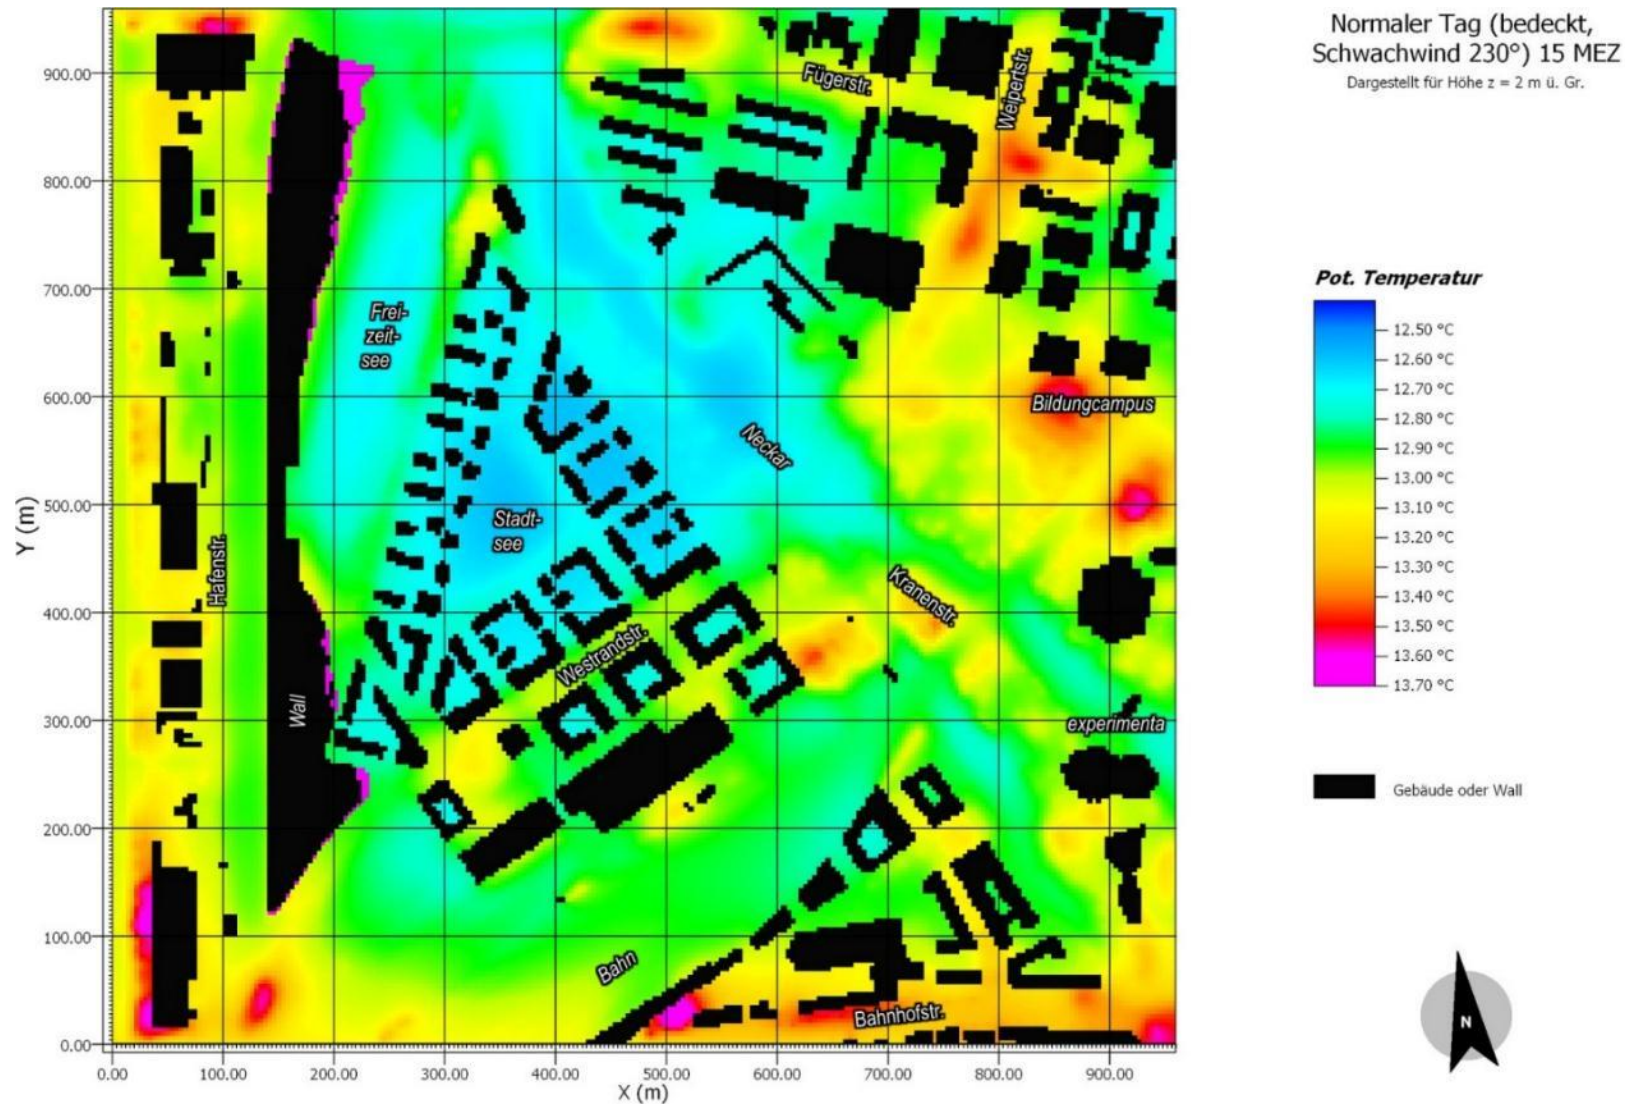 Normaler Tag (bedeckt,
Schwachwind 230°) 15 MEZ
Dargestellt für Höhe z = 2 m ü. Gr.
Y (m)
900.00
800.00
700.00
600.00
500.00
400.00
300.00
200.00
100.00
0.00
0.00 100.00 200.00 300.00 400.00 500.00 600.00 700.00 800.00 900.00
X (m)
Fügerstr.
Weipertstr.
Frei-
zeit-
see
Bildungcampus
Neckar
Stadt-
see
Hafenstr.
Kranenstr.
Westrandstr.
Wall
experimenta
Bahn
Bahnhofstr.
Pot. Temperatur
12.50 °C
12.60 °C
12.70 °C
12.80 °C
12.90 °C
13.00 °C
13.10 °C
13.20 °C
13.30 °C
13.40 °C
13.50 °C
13.60 °C
13.70 °C
Gebäude oder Wall
N